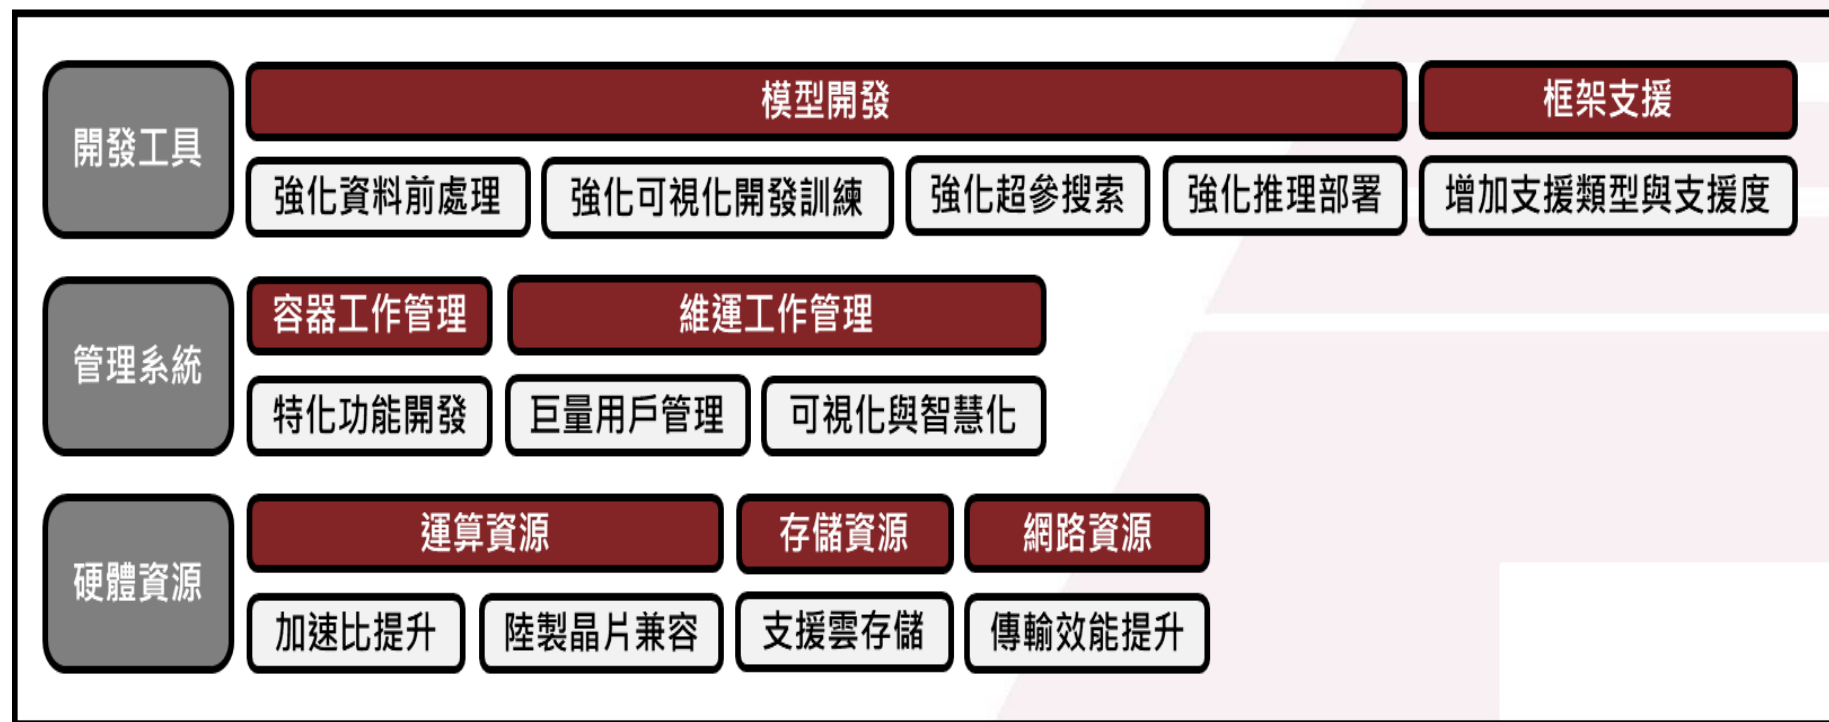 開發工具
模型開發
框架支援
強化資料前處理
強化可視化開發訓練
強化超參搜索
強化推理部署
增加支援類型與支援度
管理系統
容器工作管理
維運工作管理
特化功能開發
巨量用戶管理
可視化與智慧化
硬體資源
運算資源
存儲資源
網路資源
加速比提升
陸製晶片兼容
支援雲存儲
傳輸效能提升